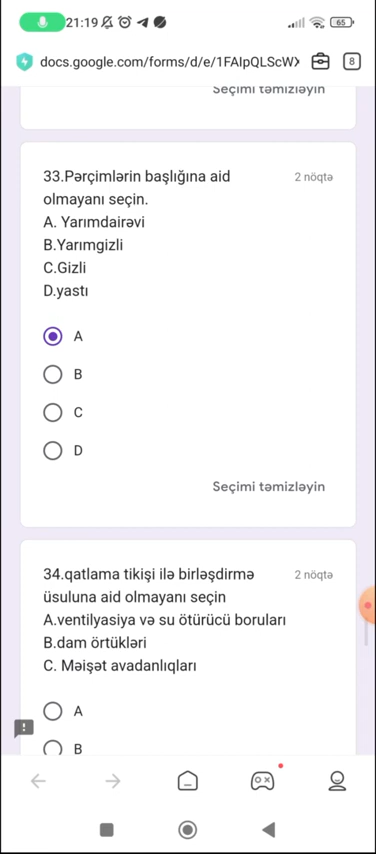 21:19
65
docs.google.com/forms/d/e/1FAIpQLScW
8
Seçimi təmizləyin
33.Pərçimlərin başlığına aid
2 nöqtə
olmayanı seçin.
A. Yarımdairəvi
B.Yarımgizli
C.Gizli
D.yastı
A
B
C
D
Seçimi təmizləyin
34.qatlama tikişi ilə birləşdirmə
2 nöqtə
üsuluna aid olmayanı seçin
A.ventilyasiya və su ötürücü boruları
B.dam örtükləri
C. Məişət avadanlıqları
A
B